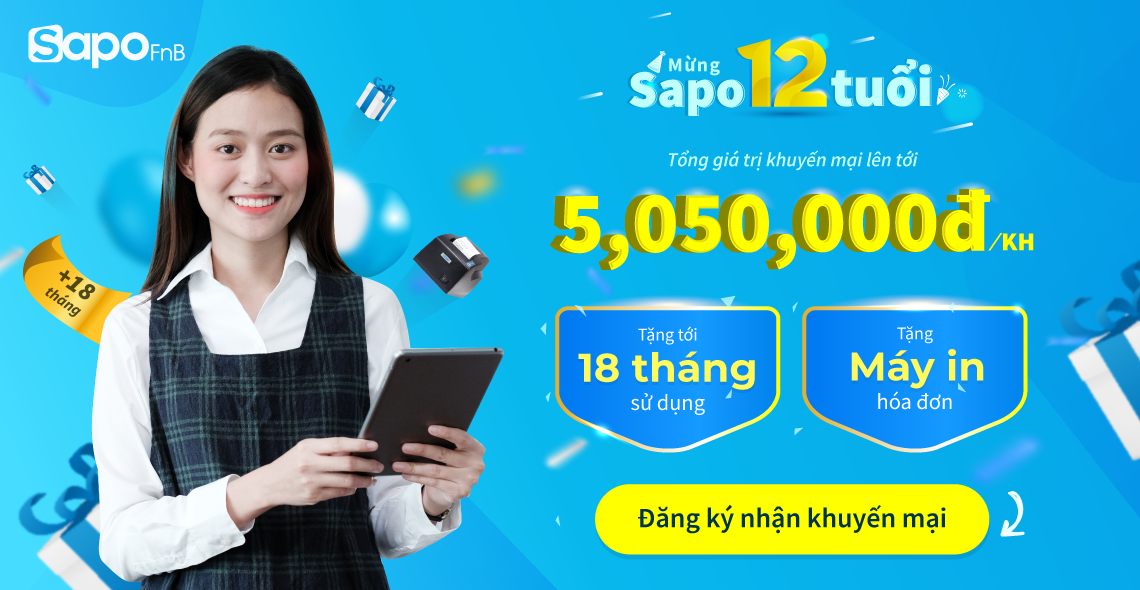 Sapo FnB
Mừng
Sapo 12 tuổi
Tổng giá trị khuyến mại lên tới
5,050,000đ/KH
+18
tháng
Tặng tới
18 tháng
sử dụng
Tặng
Máy in
hóa đơn
Đăng ký nhận khuyến mại